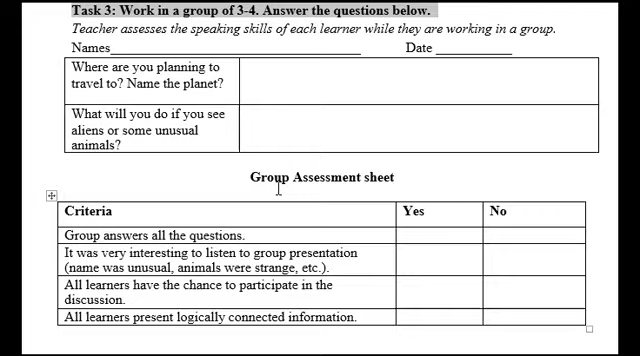 Task 3: Work in a group of 3-4. Answer the questions below.
Teacher assesses the speaking skills of each learner while they are working in a group.
Names____________________________________ Date ___________
Where are you planning to
travel to? Name the planet?
What will you do if you see
aliens or some unusual
animals?
Group Assessment sheet
Criteria Yes No
Group answers all the questions.
It was very interesting to listen to group presentation
(name was unusual, animals were strange, etc.).
All learners have the chance to participate in the
discussion.
All learners present logically connected information.